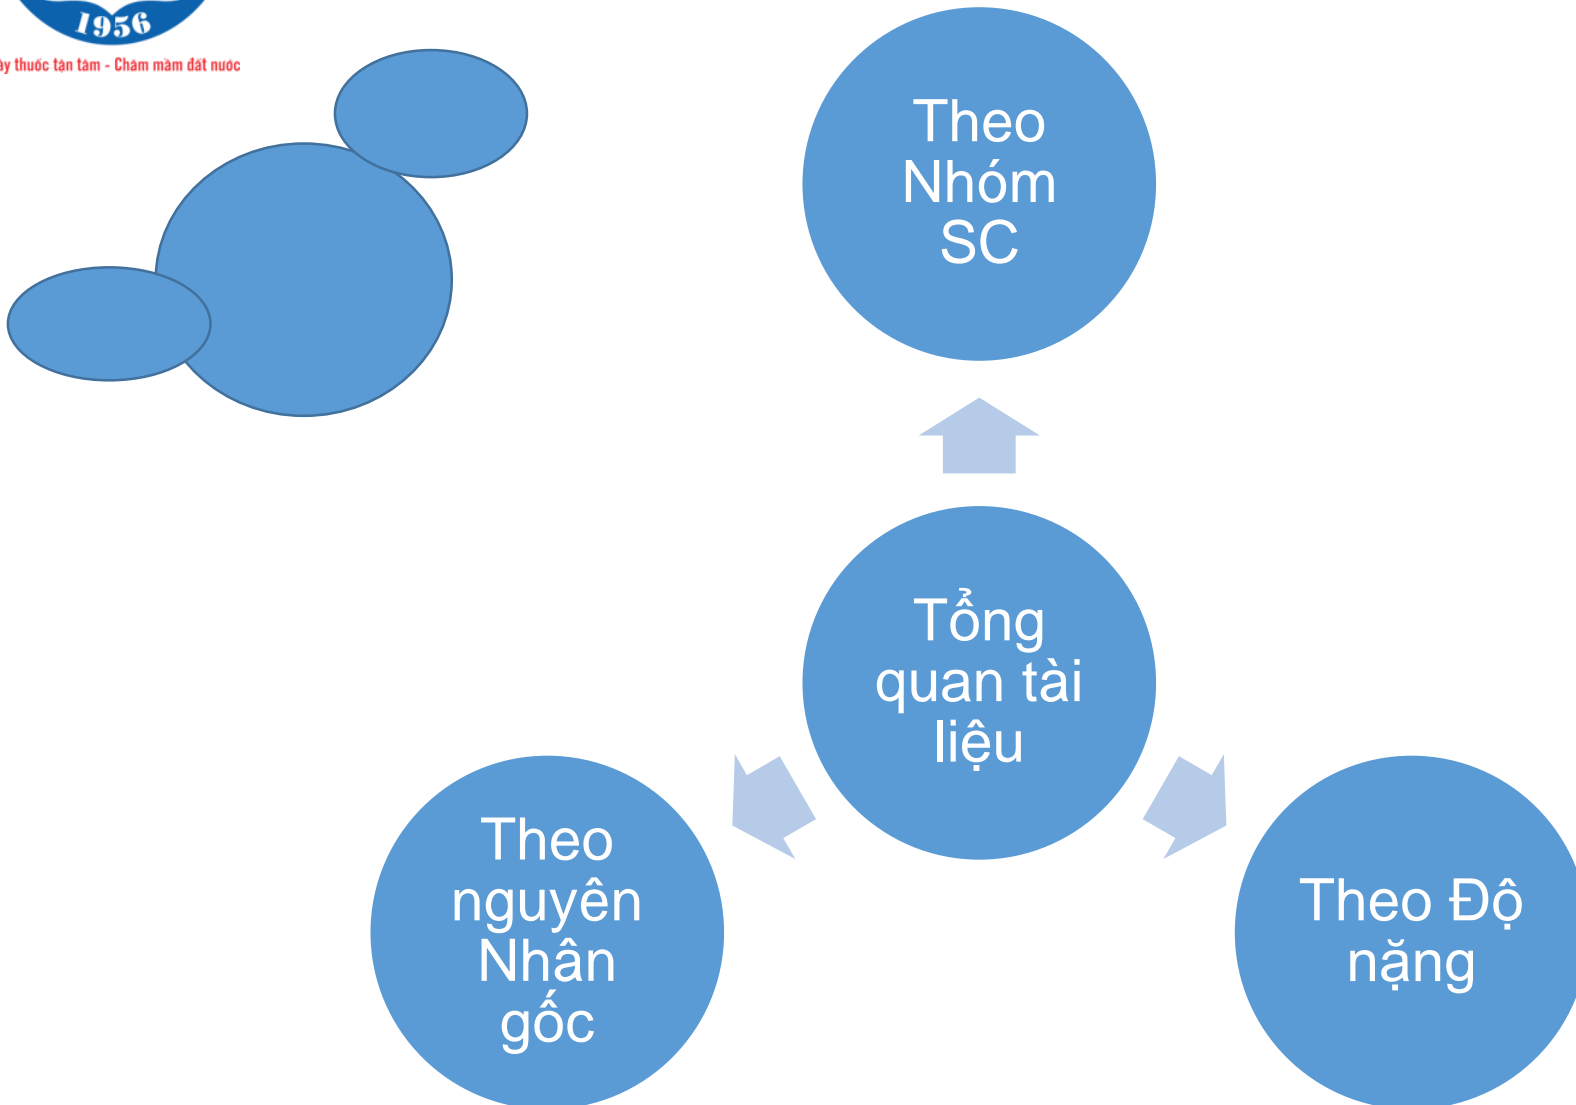 1956
ày thuốc tận tâm - Chăm mầm đất nước
Theo
Nhóm
SC
Tổng
quan tài
liệu
Theo
nguyên
Nhân
gốc
Theo Độ
nặng